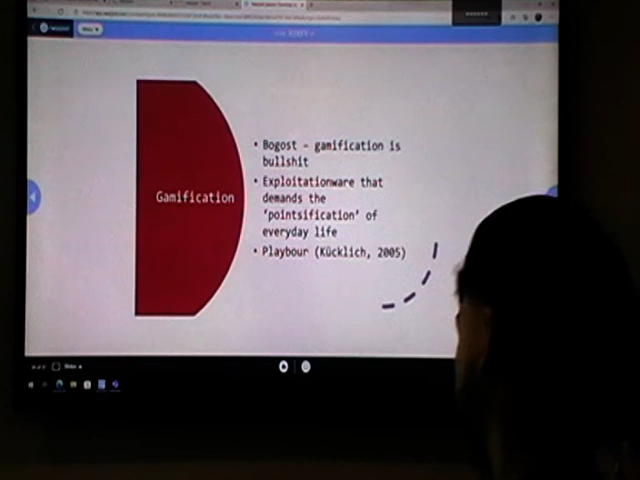 Gamification
• Bogost – gamification is
bullshit
• Exploitationware that
demands the
'pointsification' of
everyday life
• Playbour (Kücklich, 2005)